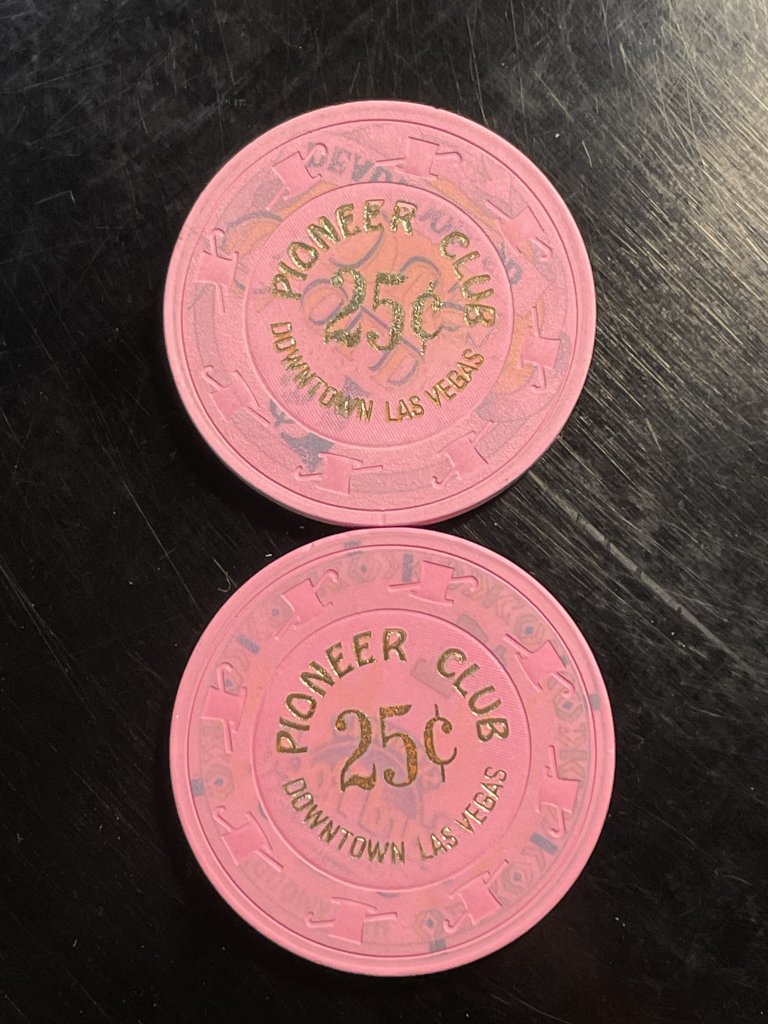 PIONEER CLUB
25¢
DOWNTOWN LAS VEGAS
PIONEER CLUB
25¢
DOWNTOWN LAS VEGAS